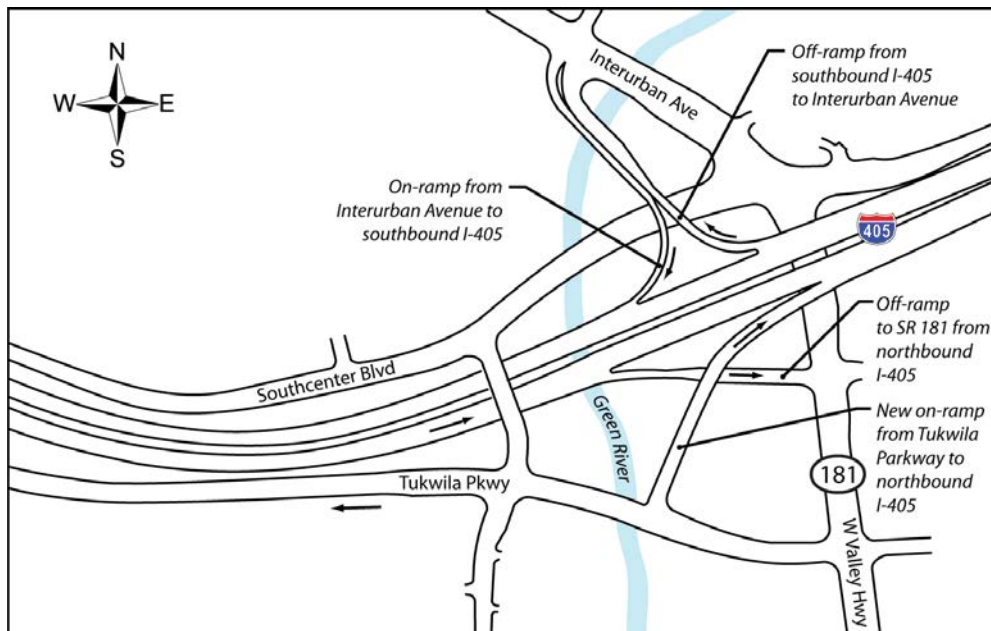 N
W E
S
Interurban Ave
Off-ramp from
southbound I-405
to Interurban Avenue
On-ramp from
Interurban Avenue to
southbound I-405
405
Off-ramp
to SR 181 from
northbound
I-405
Southcenter Blvd
Green River
New on-ramp
from Tukwila
Parkway to
northbound
I-405
Tukwila Pkwy
181
W Valley Hwy